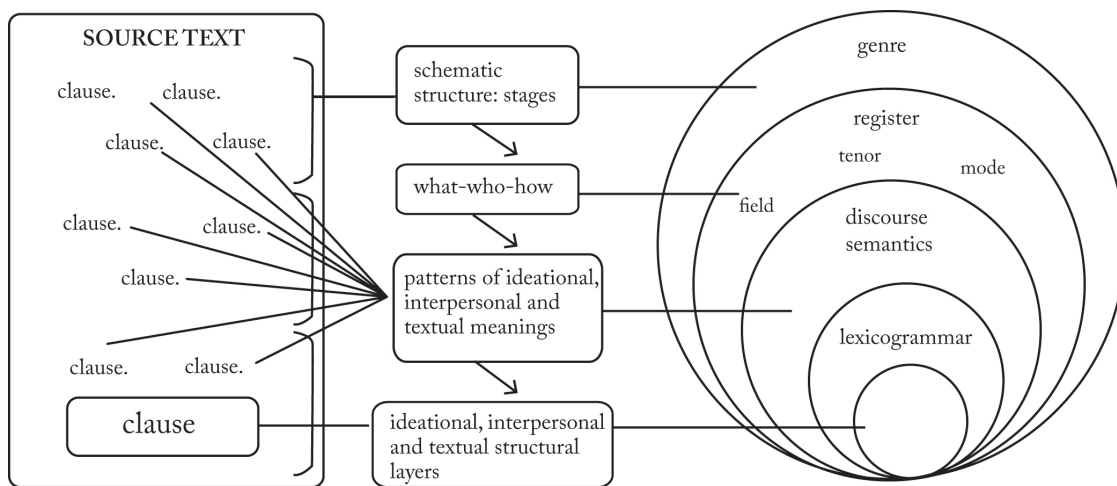 SOURCE TEXT
clause.
clause.
clause.
clause.
clause.
clause.
clause.
clause.
clause.
clause
schematic
structure: stages
what-who-how
patterns of ideational,
interpersonal and
textual meanings
ideational, interpersonal
and textual structural
layers
genre
register
tenor
mode
field
discourse
semantics
lexicogrammar